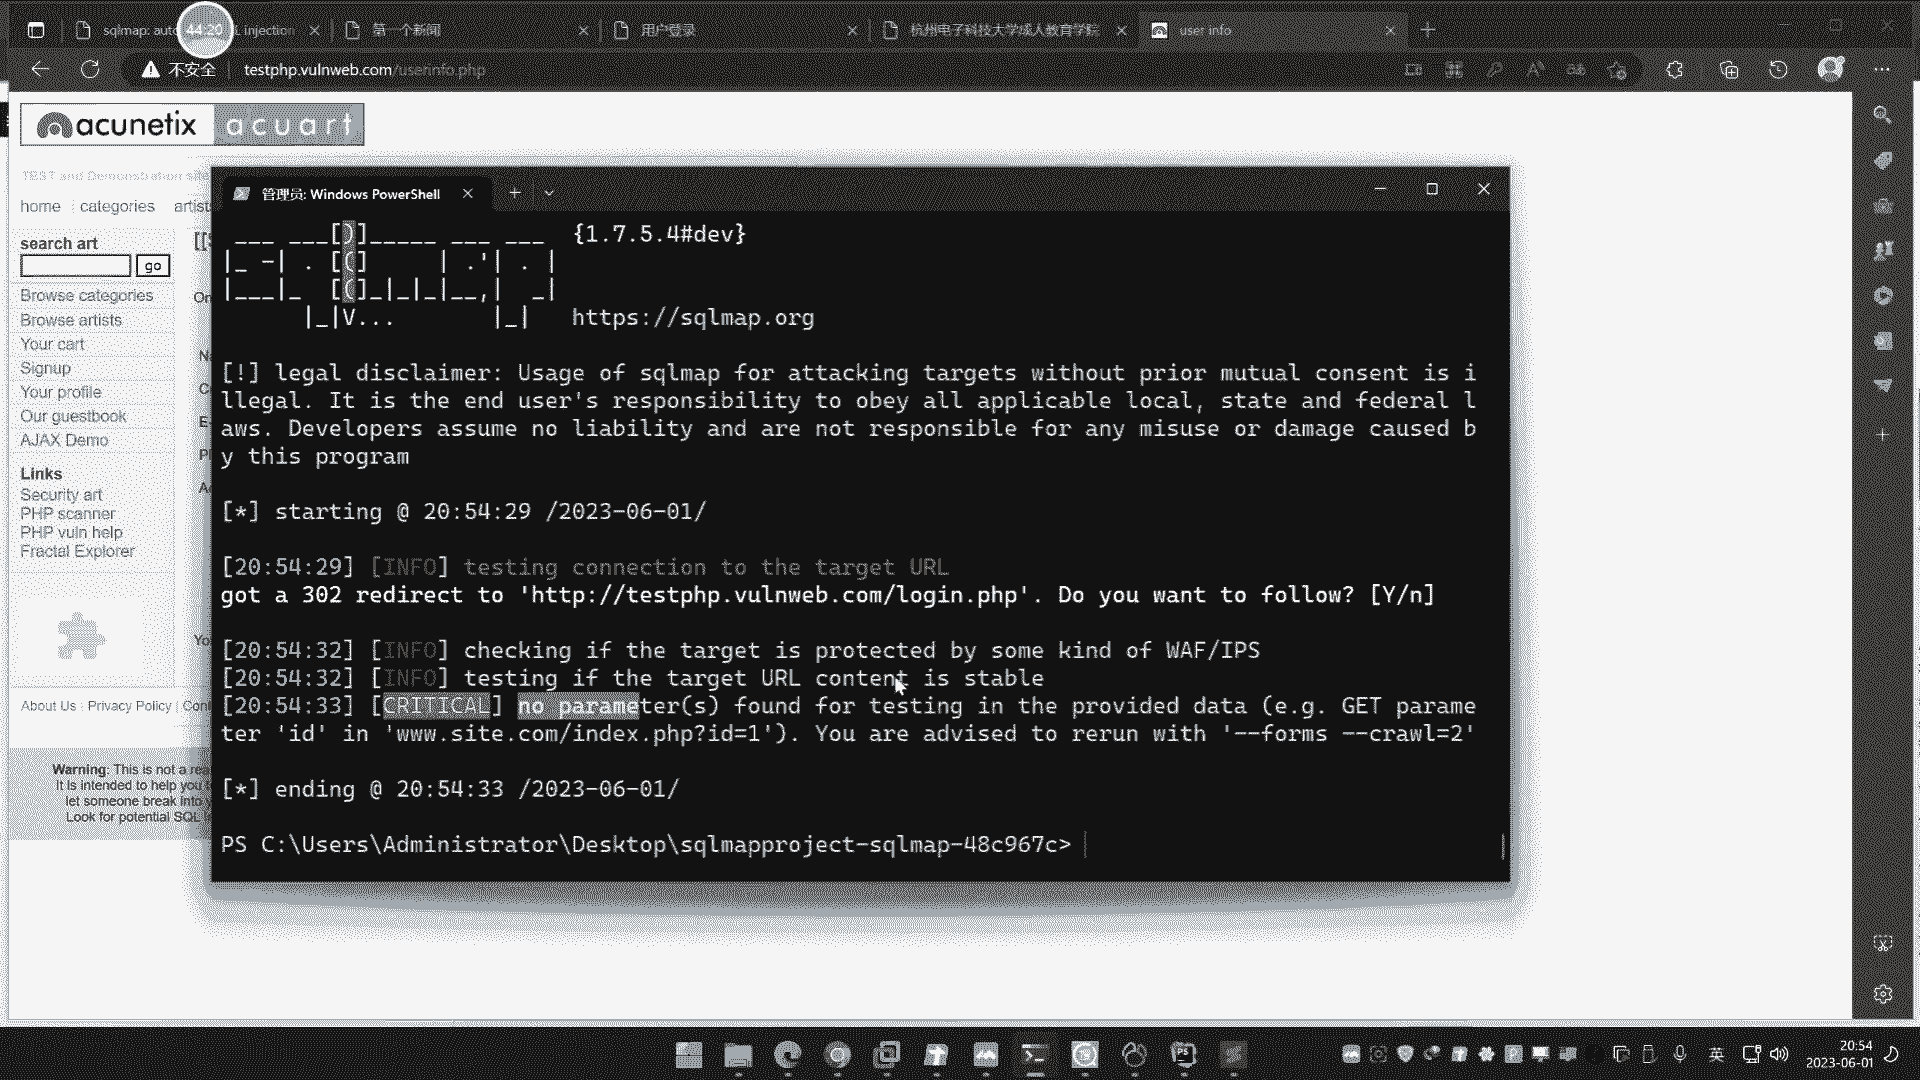 sqlmap: auto
44:20
L injection
第一个新闻
用户登录
杭州电子科技大学成人教育学院
user info
不安全
testphp.vulnweb.com/userinfo.php
acunetix
acuart
TEST and Demonstration site
管理员: Windows PowerShell
home
categories
artists
search art
go
Browse categories
Browse artists
Your cart
Signup
Your profile
Our guestbook
AJAX Demo
Links
Security art
PHP scanner
PHP vuln help
Fractal Explorer
About Us
Privacy Policy
Warning: This is not a rea
It is intended to help you t
let someone break into y
Look for potential SQL
 ___ ___[)]_____ ___ ___  {1.7.5.4#dev}
|_ -| . [(]     | .'| . |
|___|_  [(]_|_|_|__,|  _|
      |_|V...       |_|   https://sqlmap.org
[!] legal disclaimer: Usage of sqlmap for attacking targets without prior mutual consent is i
llegal. It is the end user's responsibility to obey all applicable local, state and federal l
aws. Developers assume no liability and are not responsible for any misuse or damage caused b
y this program
[*] starting @ 20:54:29 /2023-06-01/
[20:54:29] [INFO] testing connection to the target URL
got a 302 redirect to 'http://testphp.vulnweb.com/login.php'. Do you want to follow? [Y/n]
[20:54:32] [INFO] checking if the target is protected by some kind of WAF/IPS
[20:54:32] [INFO] testing if the target URL content is stable
[20:54:33] [CRITICAL] no parameter(s) found for testing in the provided data (e.g. GET parame
ter 'id' in 'www.site.com/index.php?id=1'). You are advised to rerun with '--forms --crawl=2'
[*] ending @ 20:54:33 /2023-06-01/
PS C:\Users\Administrator\Desktop\sqlmapproject-sqlmap-48c967c>
英
20:54
2023-06-01